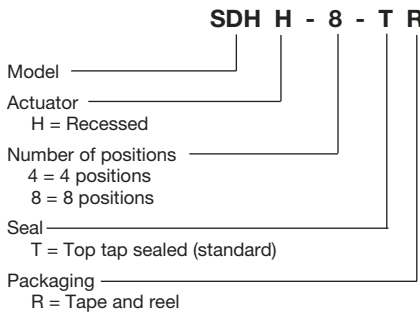 SDH H - 8 - T R
Model
Actuator
H = Recessed
Number of positions
4 = 4 positions
8 = 8 positions
Seal
T = Top tap sealed (standard)
Packaging
R = Tape and reel